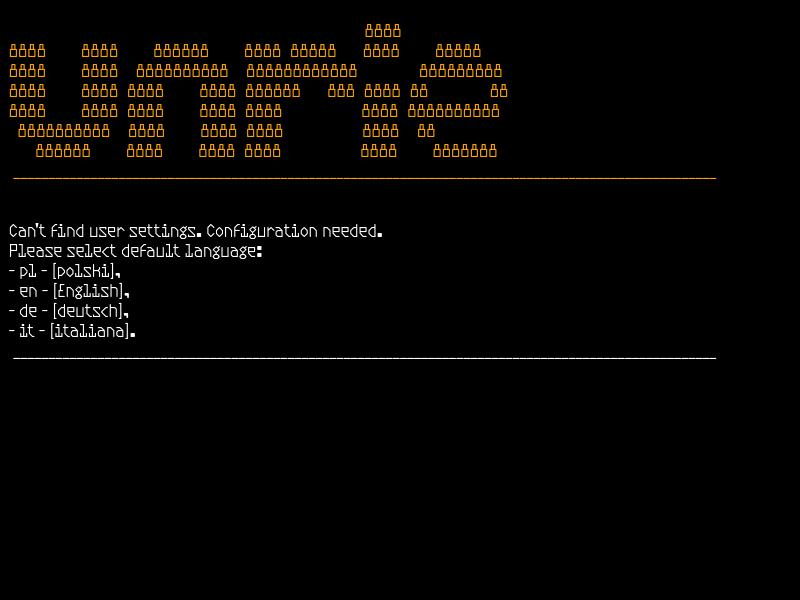 Can't find user settings. Configuration needed.
Please select default language:
- pl - [polski],
- en - [English],
- de - [deutsch],
- it - [italiana].